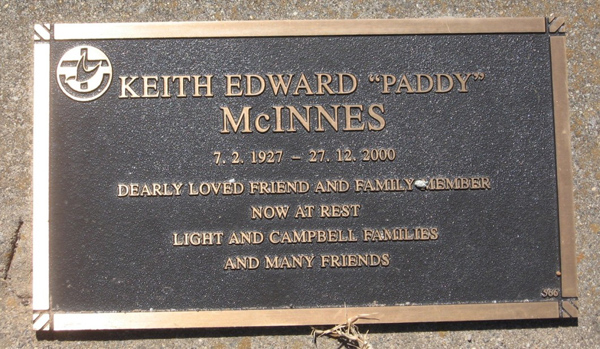 KEITH EDWARD “PADDY”
McINNES
7. 2. 1927 – 27. 12. 2000
DEARLY LOVED FRIEND AND FAMILY MEMBER
NOW AT REST
LIGHT AND CAMPBELL FAMILIES
AND MANY FRIENDS